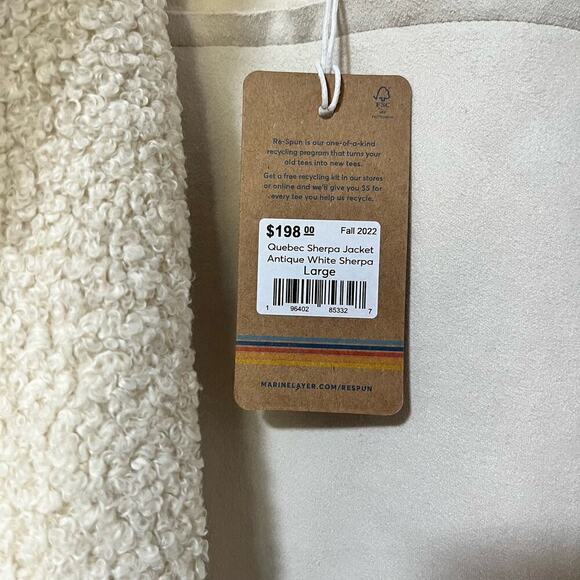 FSC
Re-Spun is our one-of-a-kind
recycling program that turns your
old tees into new tees.
Get a free recycling kit in our stores
or online and we'll give you $5 for
every tee you help us recycle.
$198 00 Fall 2022
Quebec Sherpa Jacket
Antique White Sherpa
Large
1 96402 85332 7
MARINELAYER.COM/RESPUN